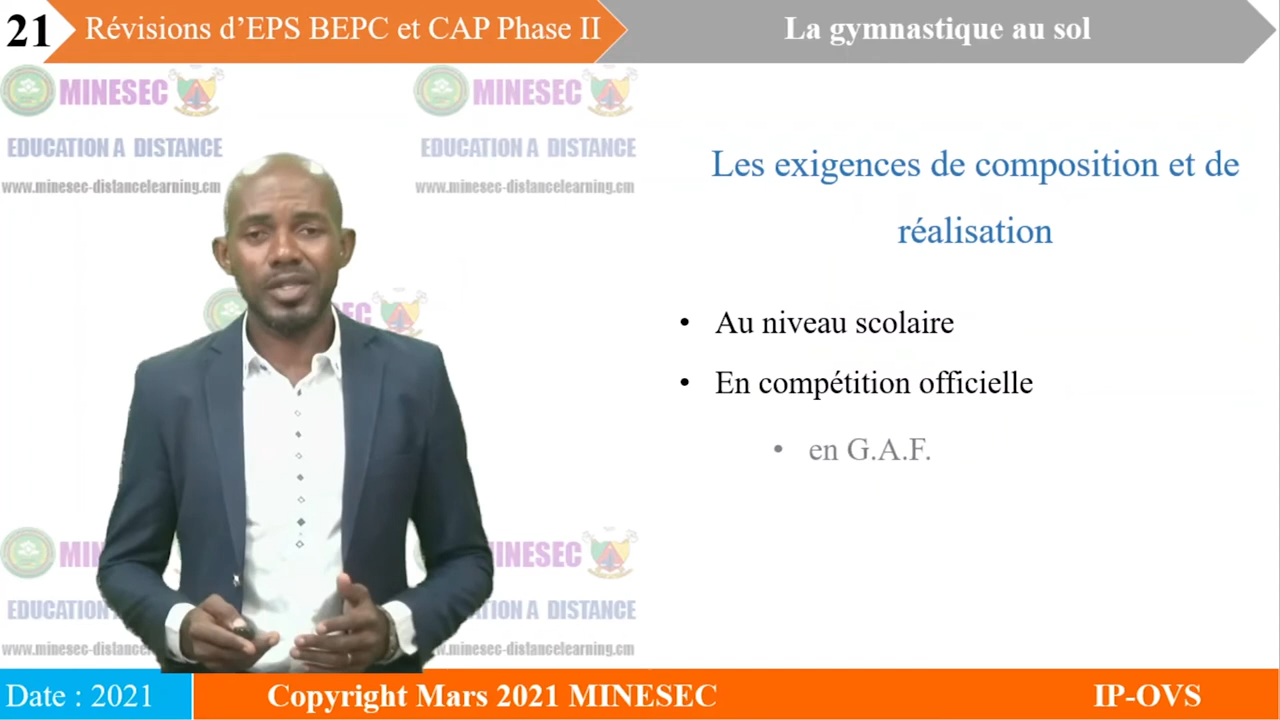 21
Révisions d’EPS BEPC et CAP Phase II
La gymnastique au sol
MINESEC
MINESEC
EDUCATION A DISTANCE
EDUCATION A DISTANCE
www.minesec-distancelearning.cm
www.minesec-distancelearning.cm
Les exigences de composition et de
réalisation
• Au niveau scolaire
• En compétition officielle
• en G.A.F.
Date : 2021
Copyright Mars 2021 MINESEC
IP-OVS